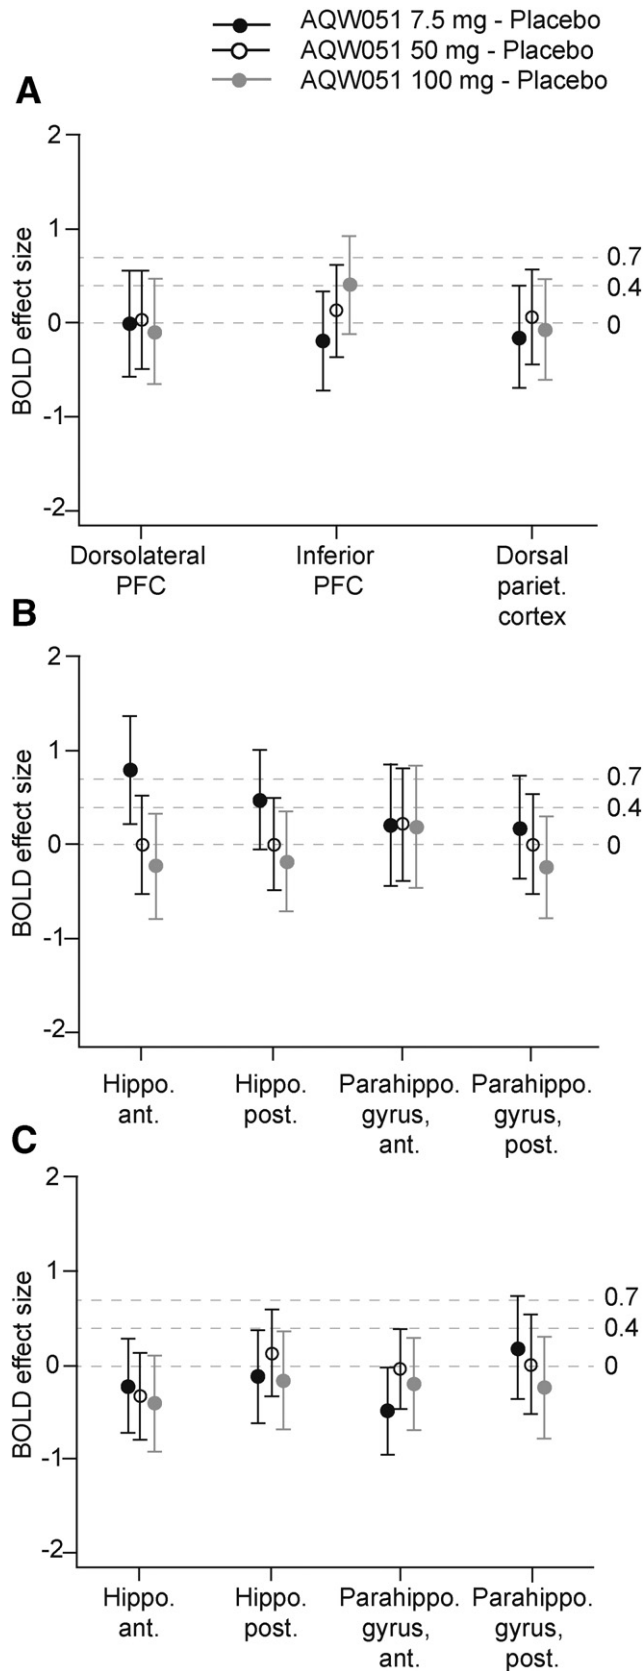 AQW051 7.5 mg - Placebo
AQW051 50 mg - Placebo
AQW051 100 mg - Placebo
A
2
1
0
-1
-2
BOLD effect size
0.7
0.4
0
Dorsolateral
PFC
Inferior
PFC
Dorsal
pariet.
cortex
B
2
1
0
-1
-2
BOLD effect size
0.7
0.4
0
Hippo.
ant.
Hippo.
post.
Parahippo.
gyrus,
ant.
Parahippo.
gyrus,
post.
C
2
1
0
-1
-2
BOLD effect size
0.7
0.4
0
Hippo.
ant.
Hippo.
post.
Parahippo.
gyrus,
ant.
Parahippo.
gyrus,
post.